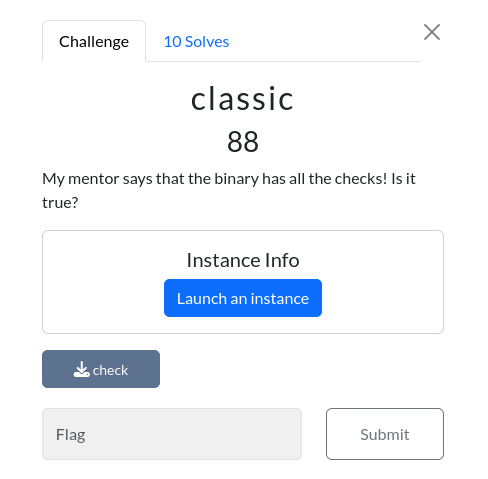 Challenge
10 Solves
classic
88
My mentor says that the binary has all the checks! Is it
true?
Instance Info
Launch an instance
check
Flag
Submit